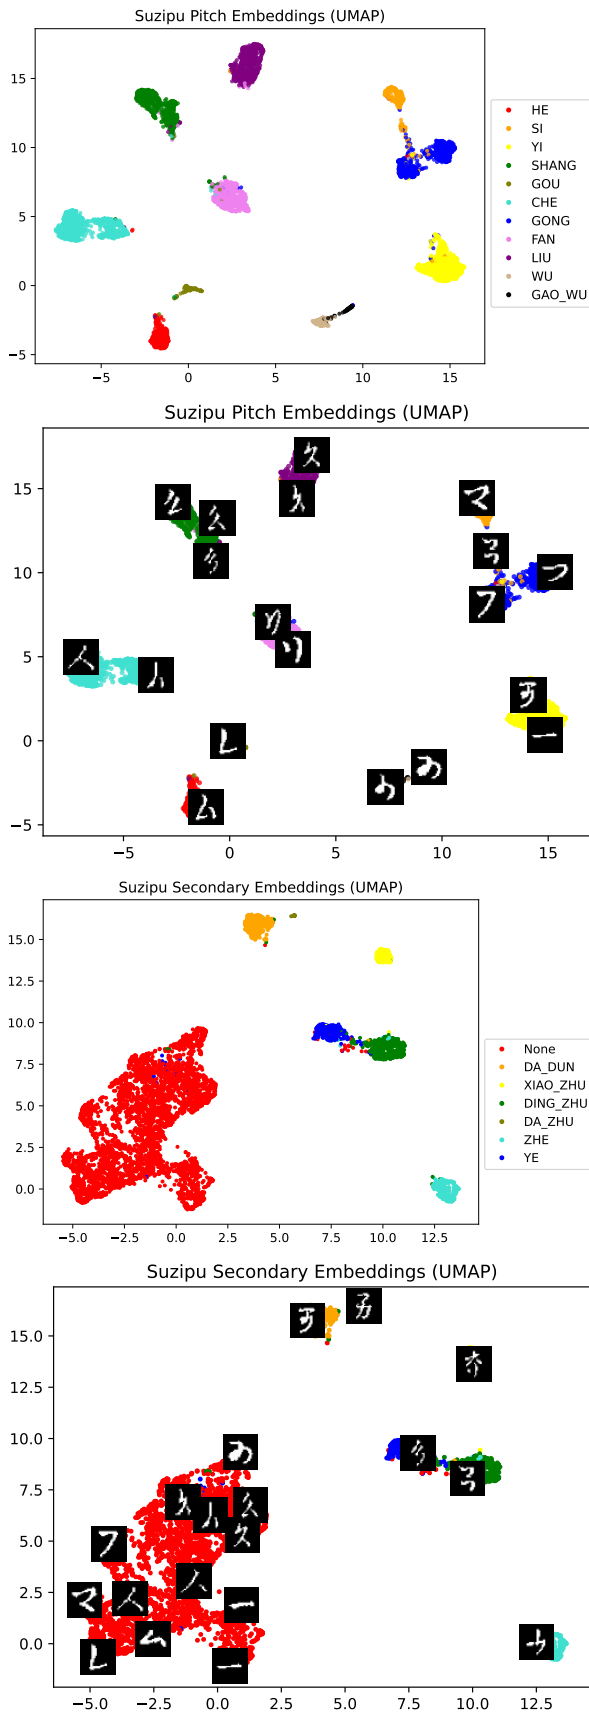 Suzipu Pitch Embeddings (UMAP)
15
10
5
0
−5
−5
0
5
10
15
HE
SI
YI
SHANG
GOU
CHE
GONG
FAN
LIU
WU
GAO_WU
Suzipu Pitch Embeddings (UMAP)
15
10
5
0
−5
−5
0
5
10
15
Suzipu Secondary Embeddings (UMAP)
15.0
12.5
10.0
7.5
5.0
2.5
0.0
−5.0
−2.5
0.0
2.5
5.0
7.5
10.0
12.5
None
DA_DUN
XIAO_ZHU
DING_ZHU
DA_ZHU
ZHE
YE
Suzipu Secondary Embeddings (UMAP)
15.0
12.5
10.0
7.5
5.0
2.5
0.0
−5.0
−2.5
0.0
2.5
5.0
7.5
10.0
12.5